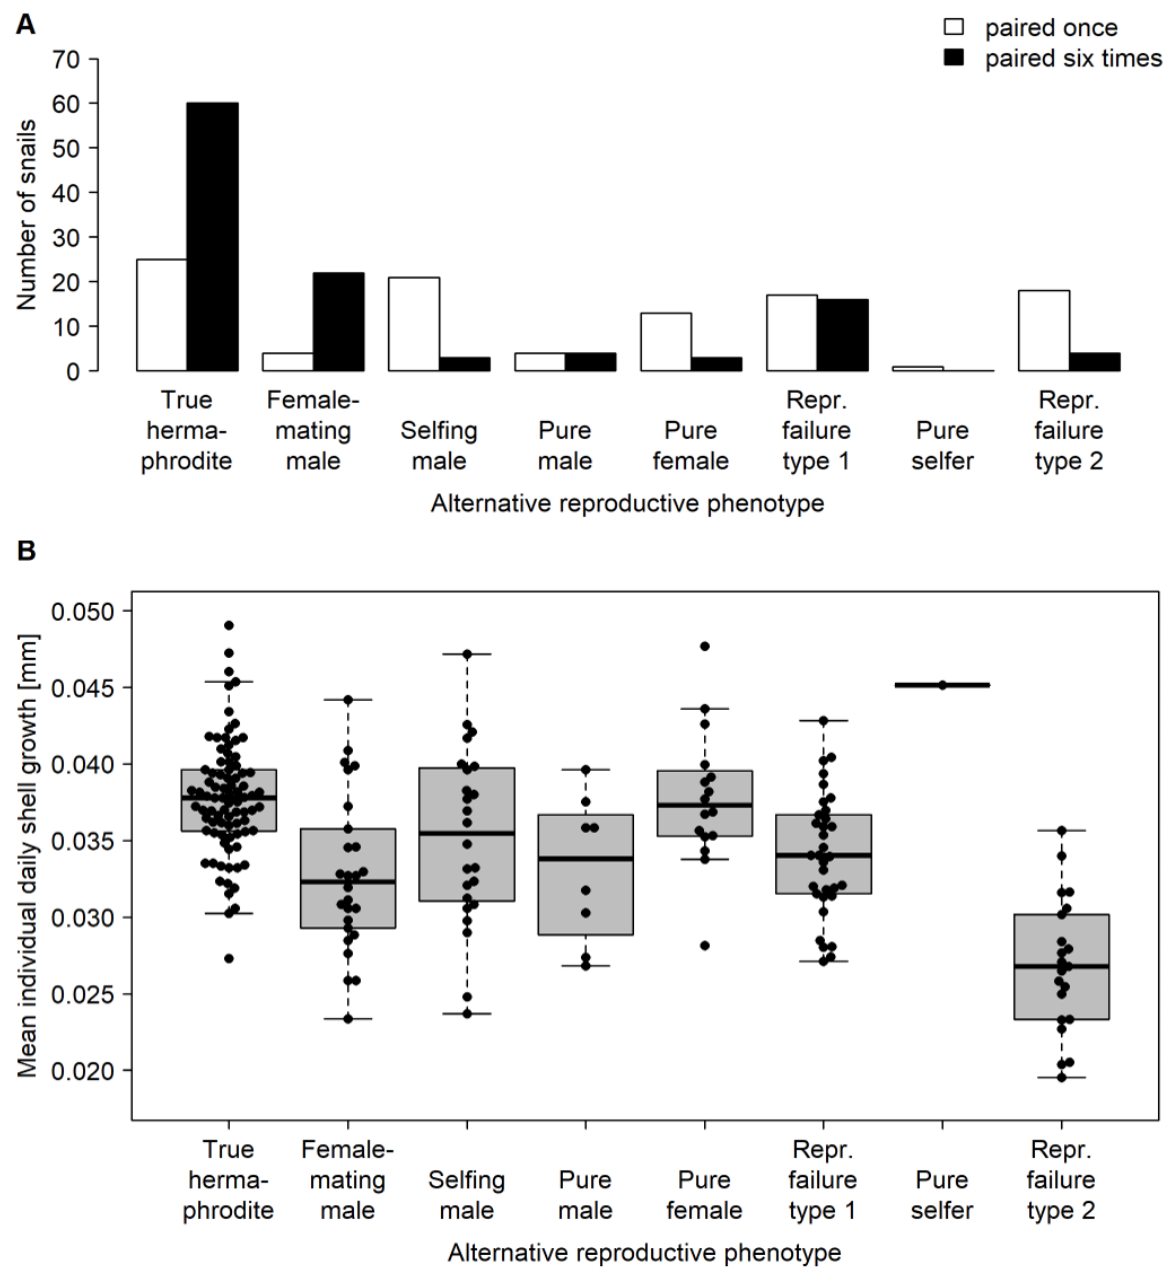 A
paired once
paired six times
Number of snails
70
60
50
40
30
20
10
0
True
herma-
phrodite
Female-
mating
male
Selfing
male
Pure
male
Pure
female
Repr.
failure
type 1
Pure
selfer
Repr.
failure
type 2
Alternative reproductive phenotype
B
Mean individual daily shell growth [mm]
0.050
0.045
0.040
0.035
0.030
0.025
0.020
True
herma-
phrodite
Female-
mating
male
Selfing
male
Pure
male
Pure
female
Repr.
failure
type 1
Pure
selfer
Repr.
failure
type 2
Alternative reproductive phenotype